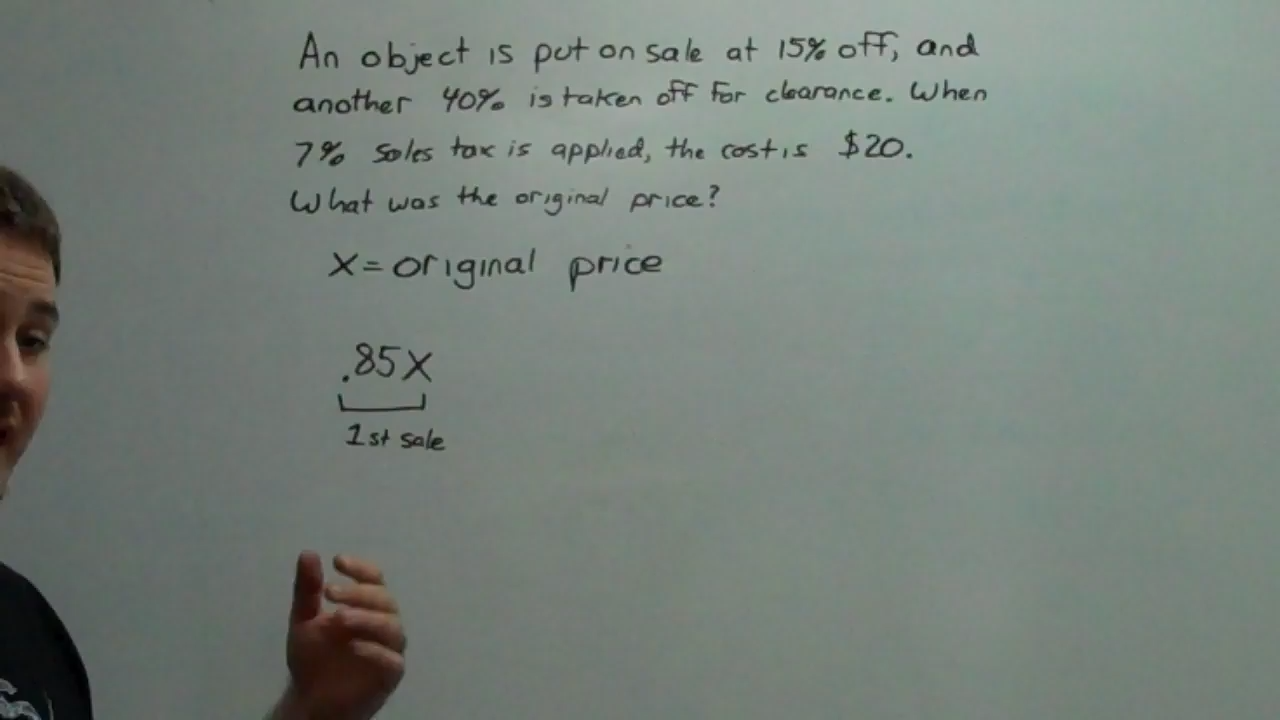 An object is put on sale at 15% off, and
another 40% is taken off for clearance. When
7% sales tax is applied, the cost is $20.
What was the original price?
X = original price
.85X
1st sale